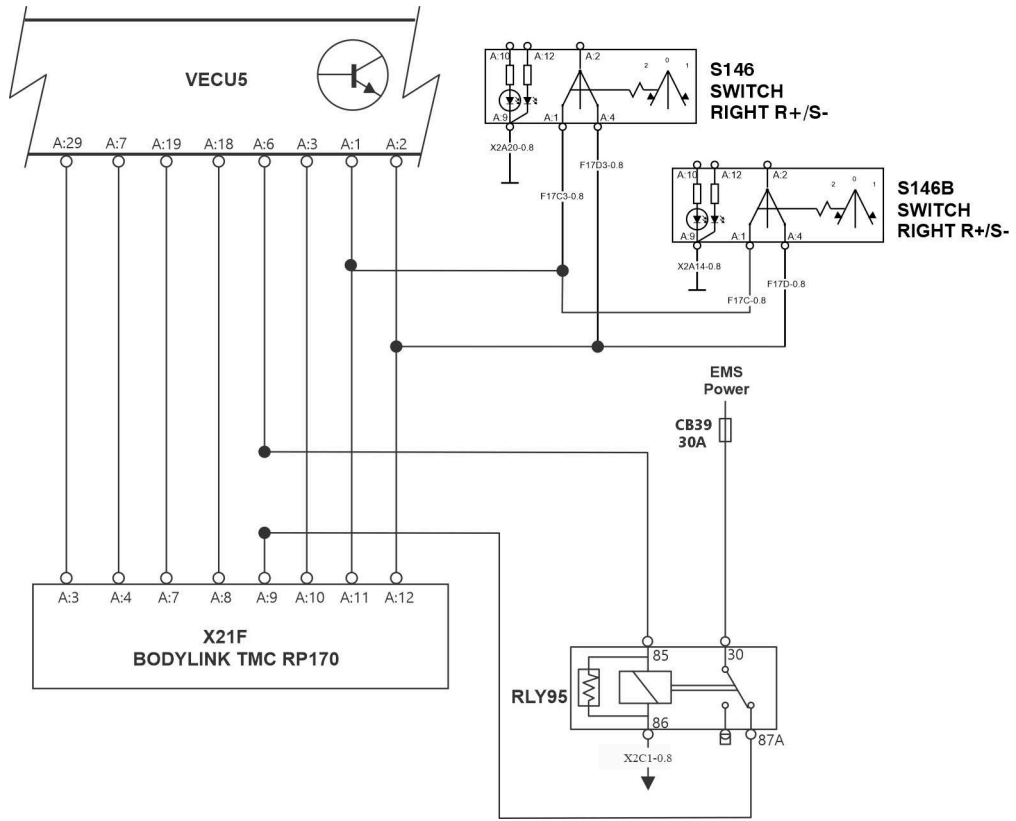 VECU5
A:29 A:7 A:19 A:18 A:6 A:3 A:1 A:2
A:10 A:12 A:2
2 0 1
A:9 A:1 A:4
S146
SWITCH
RIGHT R+/S-
X2A20-0.8
F17D3-0.8
F17C3-0.8
A:10 A:12 A:2
2 0 1
A:9 A:1 A:4
S146B
SWITCH
RIGHT R+/S-
X2A14-0.8
F17D-0.8
F17C-0.8
EMS
Power
CB39
30A
A:3 A:4 A:7 A:8 A:9 A:10 A:11 A:12
X21F
BODYLINK TMC RP170
85 30
RLY95
86
87A
X2C1-0.8